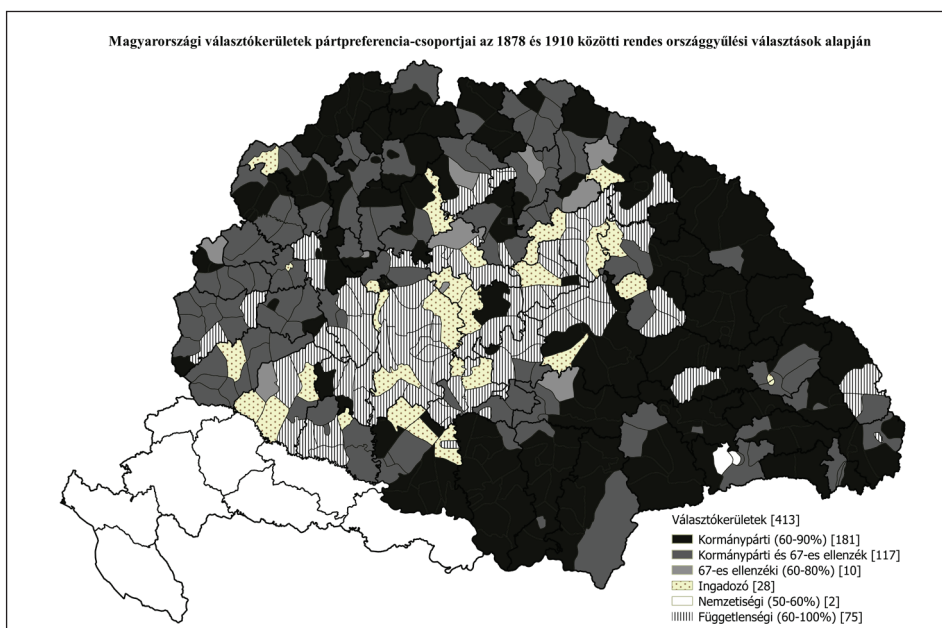 Magyarországi választókerületek pártpreferencia-csoportjai az 1878 és 1910 közötti rendes országgyűlési választások alapján
Választókerületek [413]
Kormánypárti (60-90%) [181]
Kormánypárti és 67-es ellenzék [117]
67-es ellenzéki (60-80%) [10]
Ingadozó [28]
Nemzetiségi (50-60%) [2]
Függetlenségi (60-100%) [75]